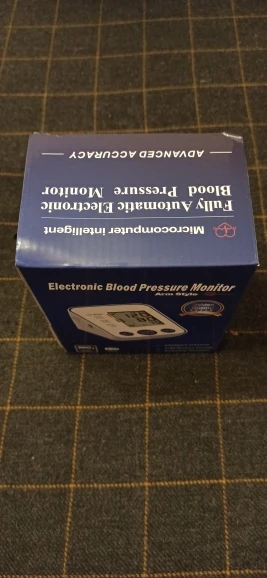 Microcomputer intelligent
Fully Automatic Electronic
Blood Pressure Monitor
ADVANCED ACCURACY
Electronic Blood Pressure Monitor
Arm Style